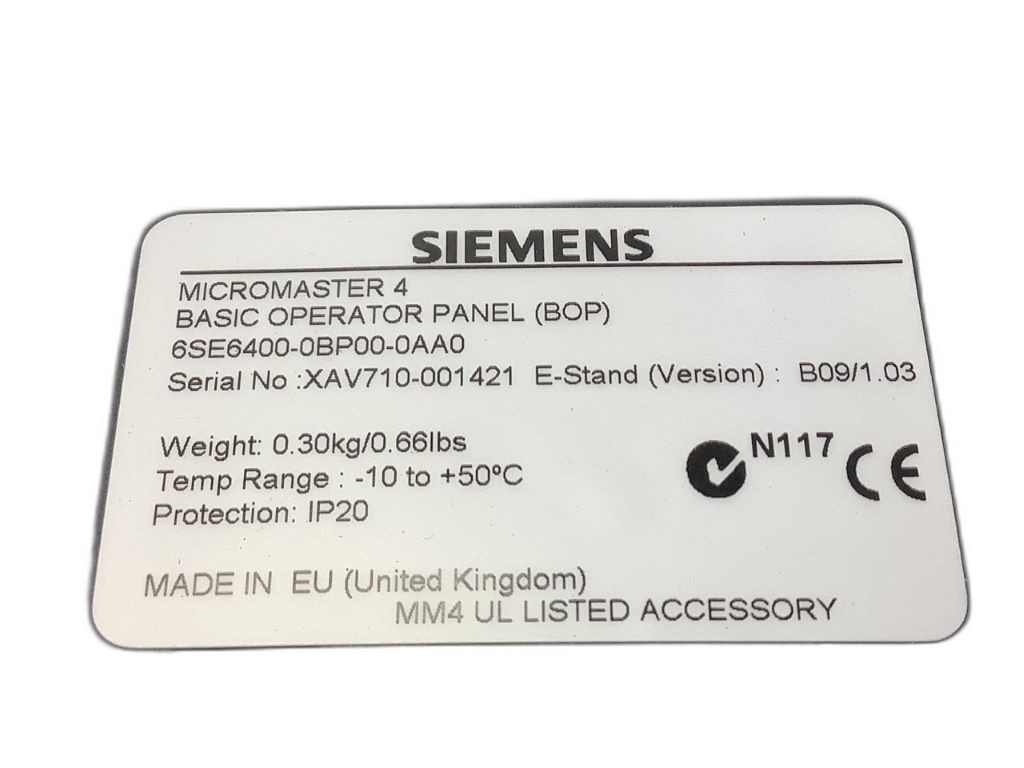 SIEMENS
MICROMASTER 4
BASIC OPERATOR PANEL (BOP)
6SE6400-0BP00-0AA0
Serial No :XAV710-001421 E-Stand (Version) : B09/1.03
Weight: 0.30kg/0.66lbs
N117 CE
Temp Range : -10 to +50ºC
Protection: IP20
MADE IN EU (United Kingdom)
MM4 UL LISTED ACCESSORY